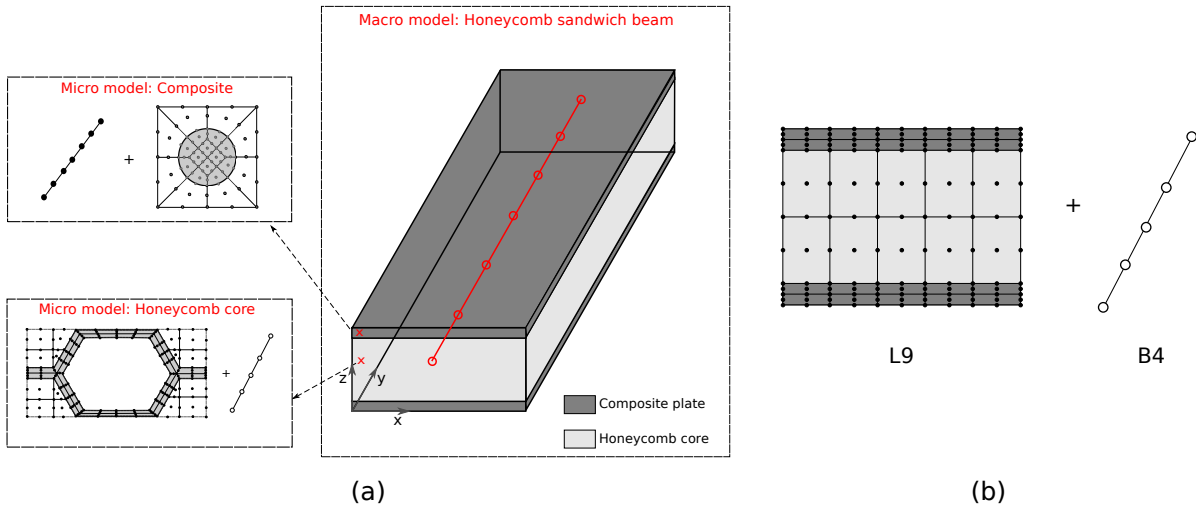 Macro model: Honeycomb sandwich beam
Micro model: Composite
+
Micro model: Honeycomb core
+
x
x
z
y
x
Composite plate
Honeycomb core
(a)
+
L9
B4
(b)